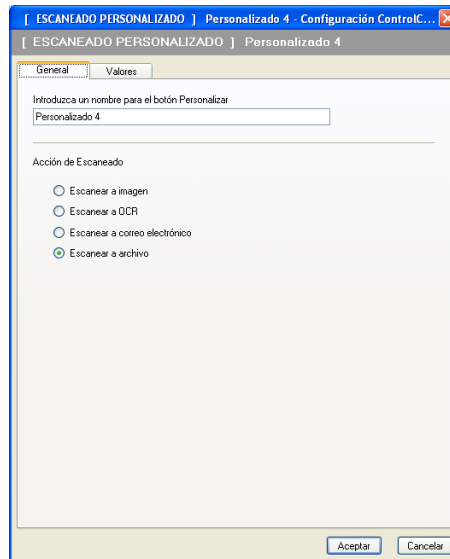 [ ESCANEADO PERSONALIZADO ] Personalizado 4 - Configuración ControlC...
[ ESCANEADO PERSONALIZADO ] Personalizado 4
General Valores
Introduzca un nombre para el botón Personalizar
Personalizado 4
Acción de Escaneado
Escanear a imagen
Escanear a OCR
Escanear a correo electrónico
Escanear a archivo
Aceptar Cancelar